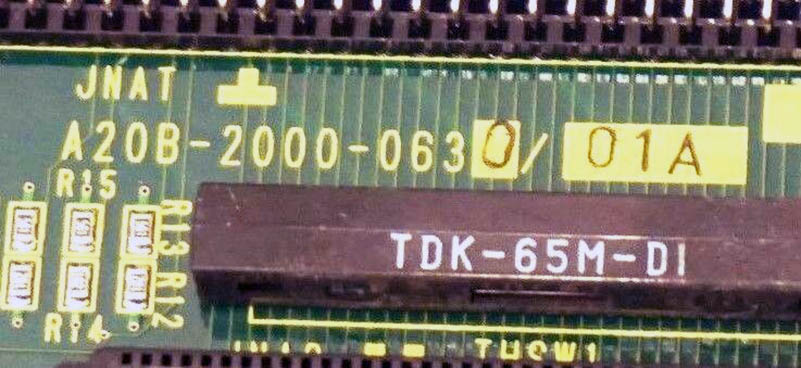 JNAT
A20B-2000-0630/01A
R15
R13
TDK-65M-DI
R12
R14